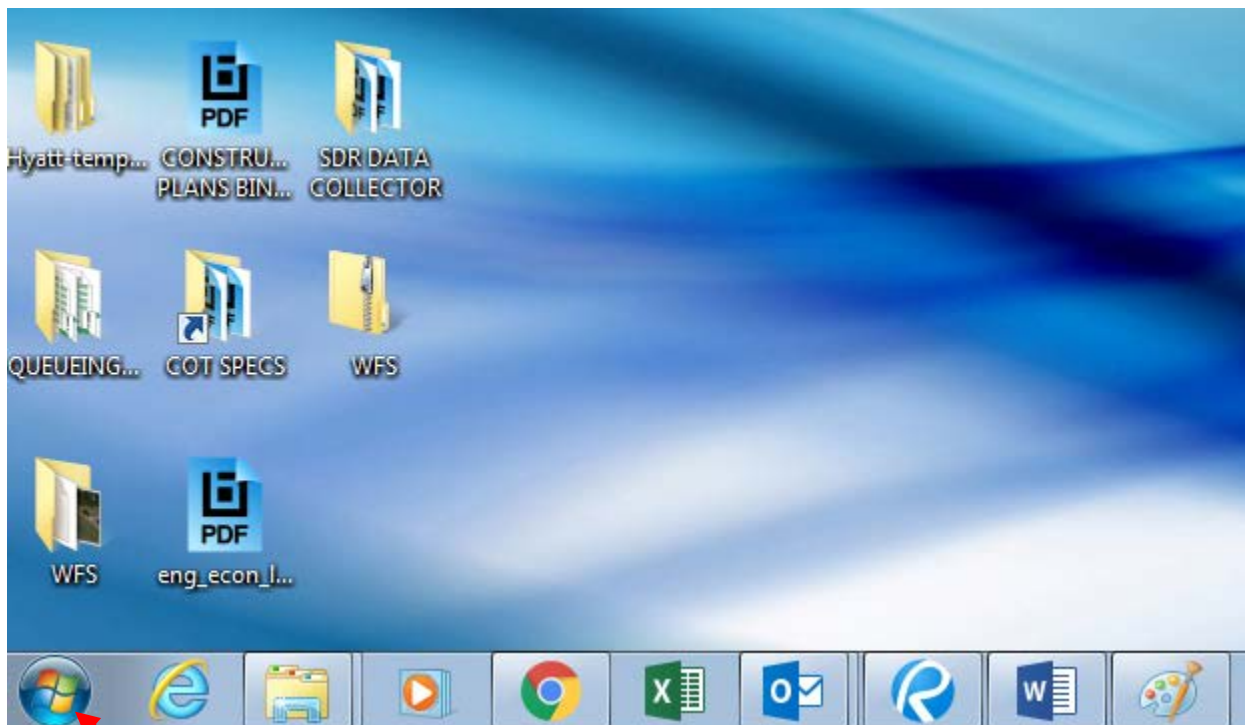 Hyatt-temp...
CONSTRU...
PLANS BIN...
SDR DATA
COLLECTOR
QUEUEING...
COT SPECS
WFS
WFS
eng_econ_l...
PDF
PDF